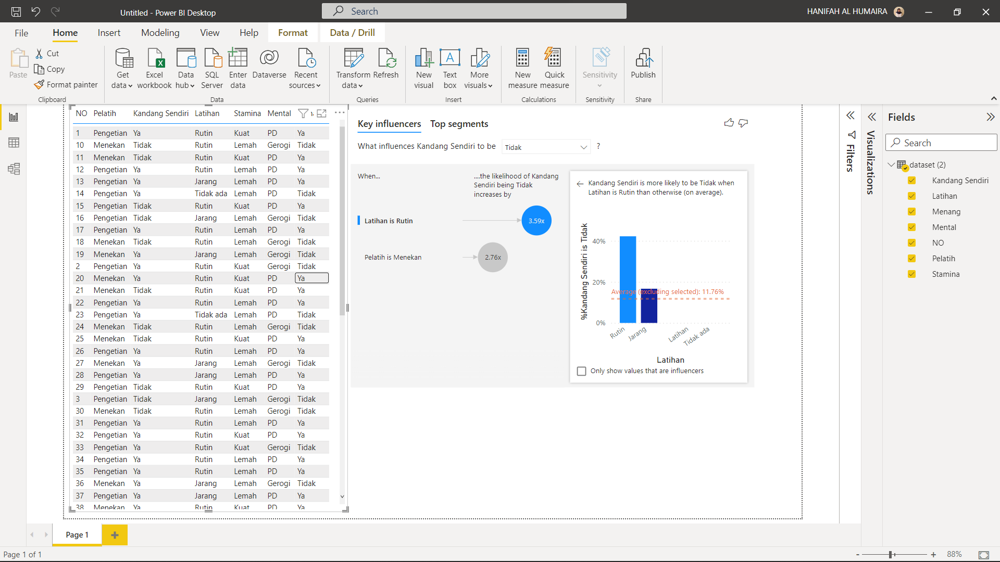 Untitled - Power BI Desktop
Search
HANIFAH AL HUMAIRA
File Home Insert Modeling View Help Format Data / Drill
Paste
Cut
Copy
Format painter
Clipboard
Get data
Excel workbook
Data hub
SQL Server
Enter data
Dataverse
Recent sources
Data
Transform data
Refresh
Queries
New visual
Text box
More visuals
Insert
New measure
Quick measure
Calculations
Sensitivity
Sensitivity
Publish
Share
NO Pelatih Kandang Sendiri Latihan Stamina Mental
1 Pengetian Ya Rutin Kuat PD Ya
10 Menekan Tidak Rutin Lemah Gerogi Tidak
11 Menekan Tidak Rutin Kuat PD Ya
12 Pengetian Ya Rutin Lemah PD Ya
13 Pengetian Ya Jarang Lemah PD Ya
14 Pengetian Ya Tidak ada Lemah PD Tidak
15 Pengetian Tidak Rutin Kuat PD Ya
16 Pengetian Tidak Jarang Lemah Gerogi Tidak
17 Pengetian Ya Rutin Lemah PD Ya
18 Menekan Tidak Rutin Lemah Gerogi Tidak
19 Menekan Ya Jarang Lemah Gerogi Tidak
2 Pengetian Ya Rutin Kuat Gerogi Tidak
20 Menekan Ya Rutin Kuat PD Ya
21 Menekan Tidak Rutin Kuat PD Ya
22 Pengetian Ya Rutin Lemah PD Ya
23 Pengetian Ya Tidak ada Lemah PD Tidak
24 Menekan Tidak Rutin Lemah Gerogi Tidak
25 Menekan Tidak Rutin Kuat PD Ya
26 Pengetian Ya Rutin Lemah PD Ya
27 Menekan Ya Jarang Lemah Gerogi Tidak
28 Pengetian Ya Jarang Lemah PD Ya
29 Pengetian Tidak Rutin Kuat PD Ya
3 Pengetian Tidak Jarang Lemah Gerogi Tidak
30 Menekan Tidak Rutin Lemah Gerogi Tidak
31 Pengetian Ya Rutin Lemah PD Ya
32 Pengetian Ya Rutin Kuat PD Ya
33 Pengetian Ya Rutin Kuat Gerogi Tidak
34 Pengetian Ya Rutin Lemah PD Ya
35 Pengetian Ya Rutin Lemah PD Ya
36 Menekan Ya Jarang Lemah Gerogi Tidak
37 Pengetian Ya Jarang Lemah PD Ya
38 Menekan Ya Rutin Kuat PD Ya
Key influencers Top segments
What influences Kandang Sendiri to be Tidak ?
When...
....the likelihood of Kandang
Sendiri being Tidak
increases by
Latihan is Rutin 3.59x
Pelatih is Menekan 2.76x
Kandang Sendiri is more likely to be Tidak when
Latihan is Rutin than otherwise (on average).
%Kandang Sendiri is Tidak
40%
20%
0%
Average (excluding selected): 11.76%
Rutin
Jarang
Latihan
Tidak ada
Latihan
Only show values that are influencers
Filters
Visualizations
Fields
Search
dataset (2)
Kandang Sendiri
Latihan
Menang
Mental
NO
Pelatih
Stamina
Page 1
Page 1 of 1
- + 88%